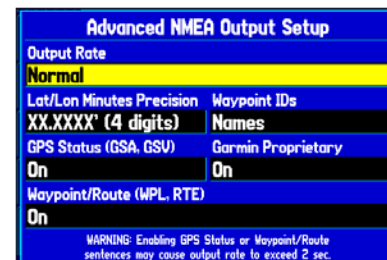 Advanced NMEA Output Setup
Output Rate
Normal
Lat/Lon Minutes Precision Waypoint IDs
XX.XXXX' (4 digits) Names
GPS Status (GSA, GSV) Garmin Proprietary
On On
Waypoint/Route (WPL, RTE)
On
WARNING: Enabling GPS Status or Waypoint/Route
sentences may cause output rate to exceed 2 sec.